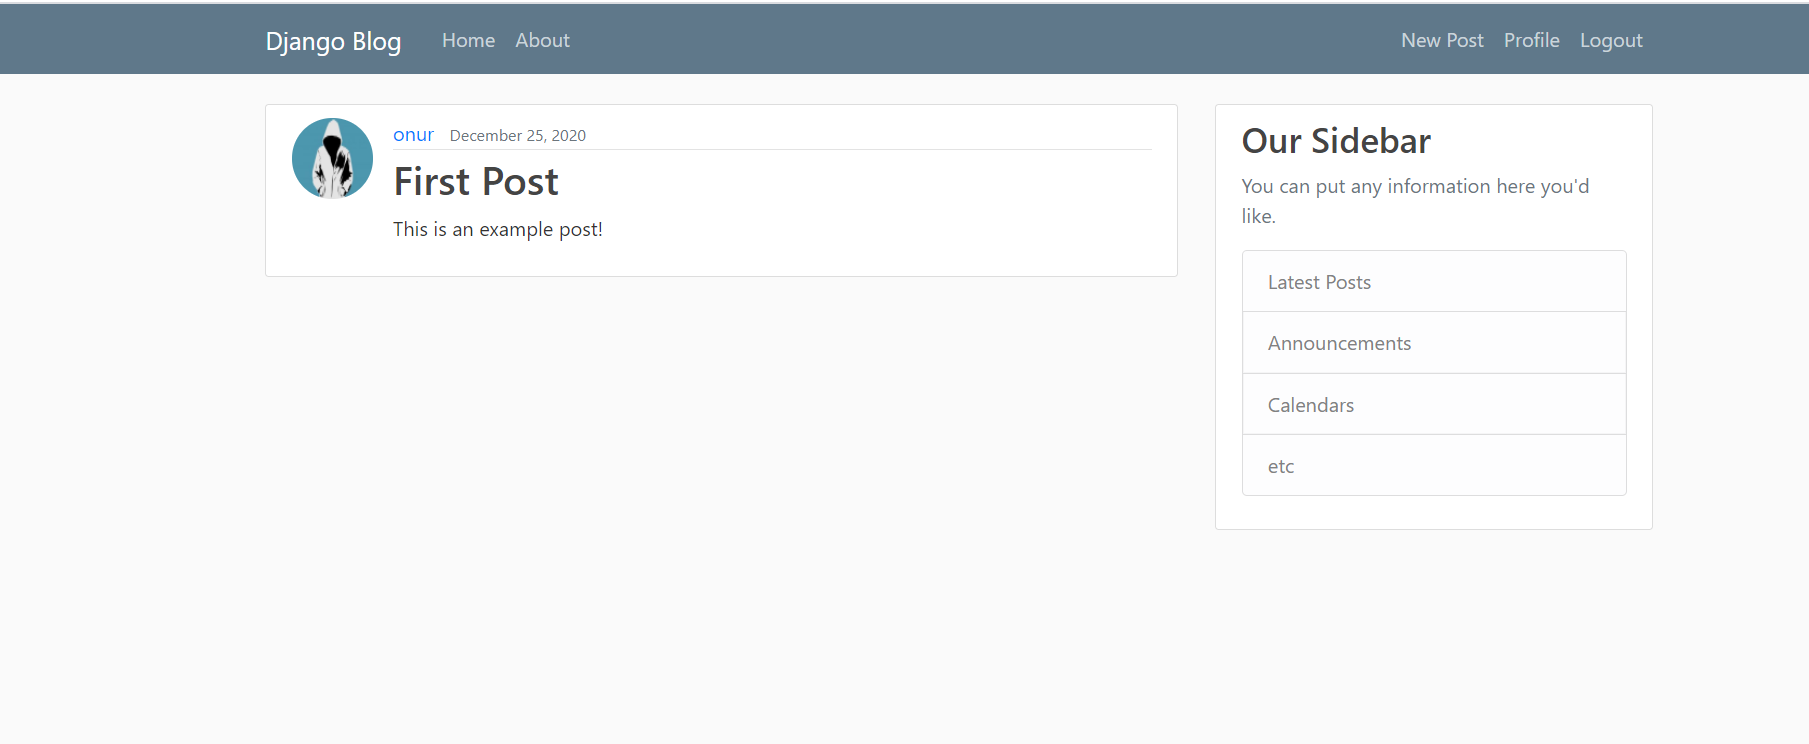 Django Blog Home About New Post Profile Logout
onur December 25, 2020
First Post
This is an example post!
Our Sidebar
You can put any information here you'd
like.
Latest Posts
Announcements
Calendars
etc